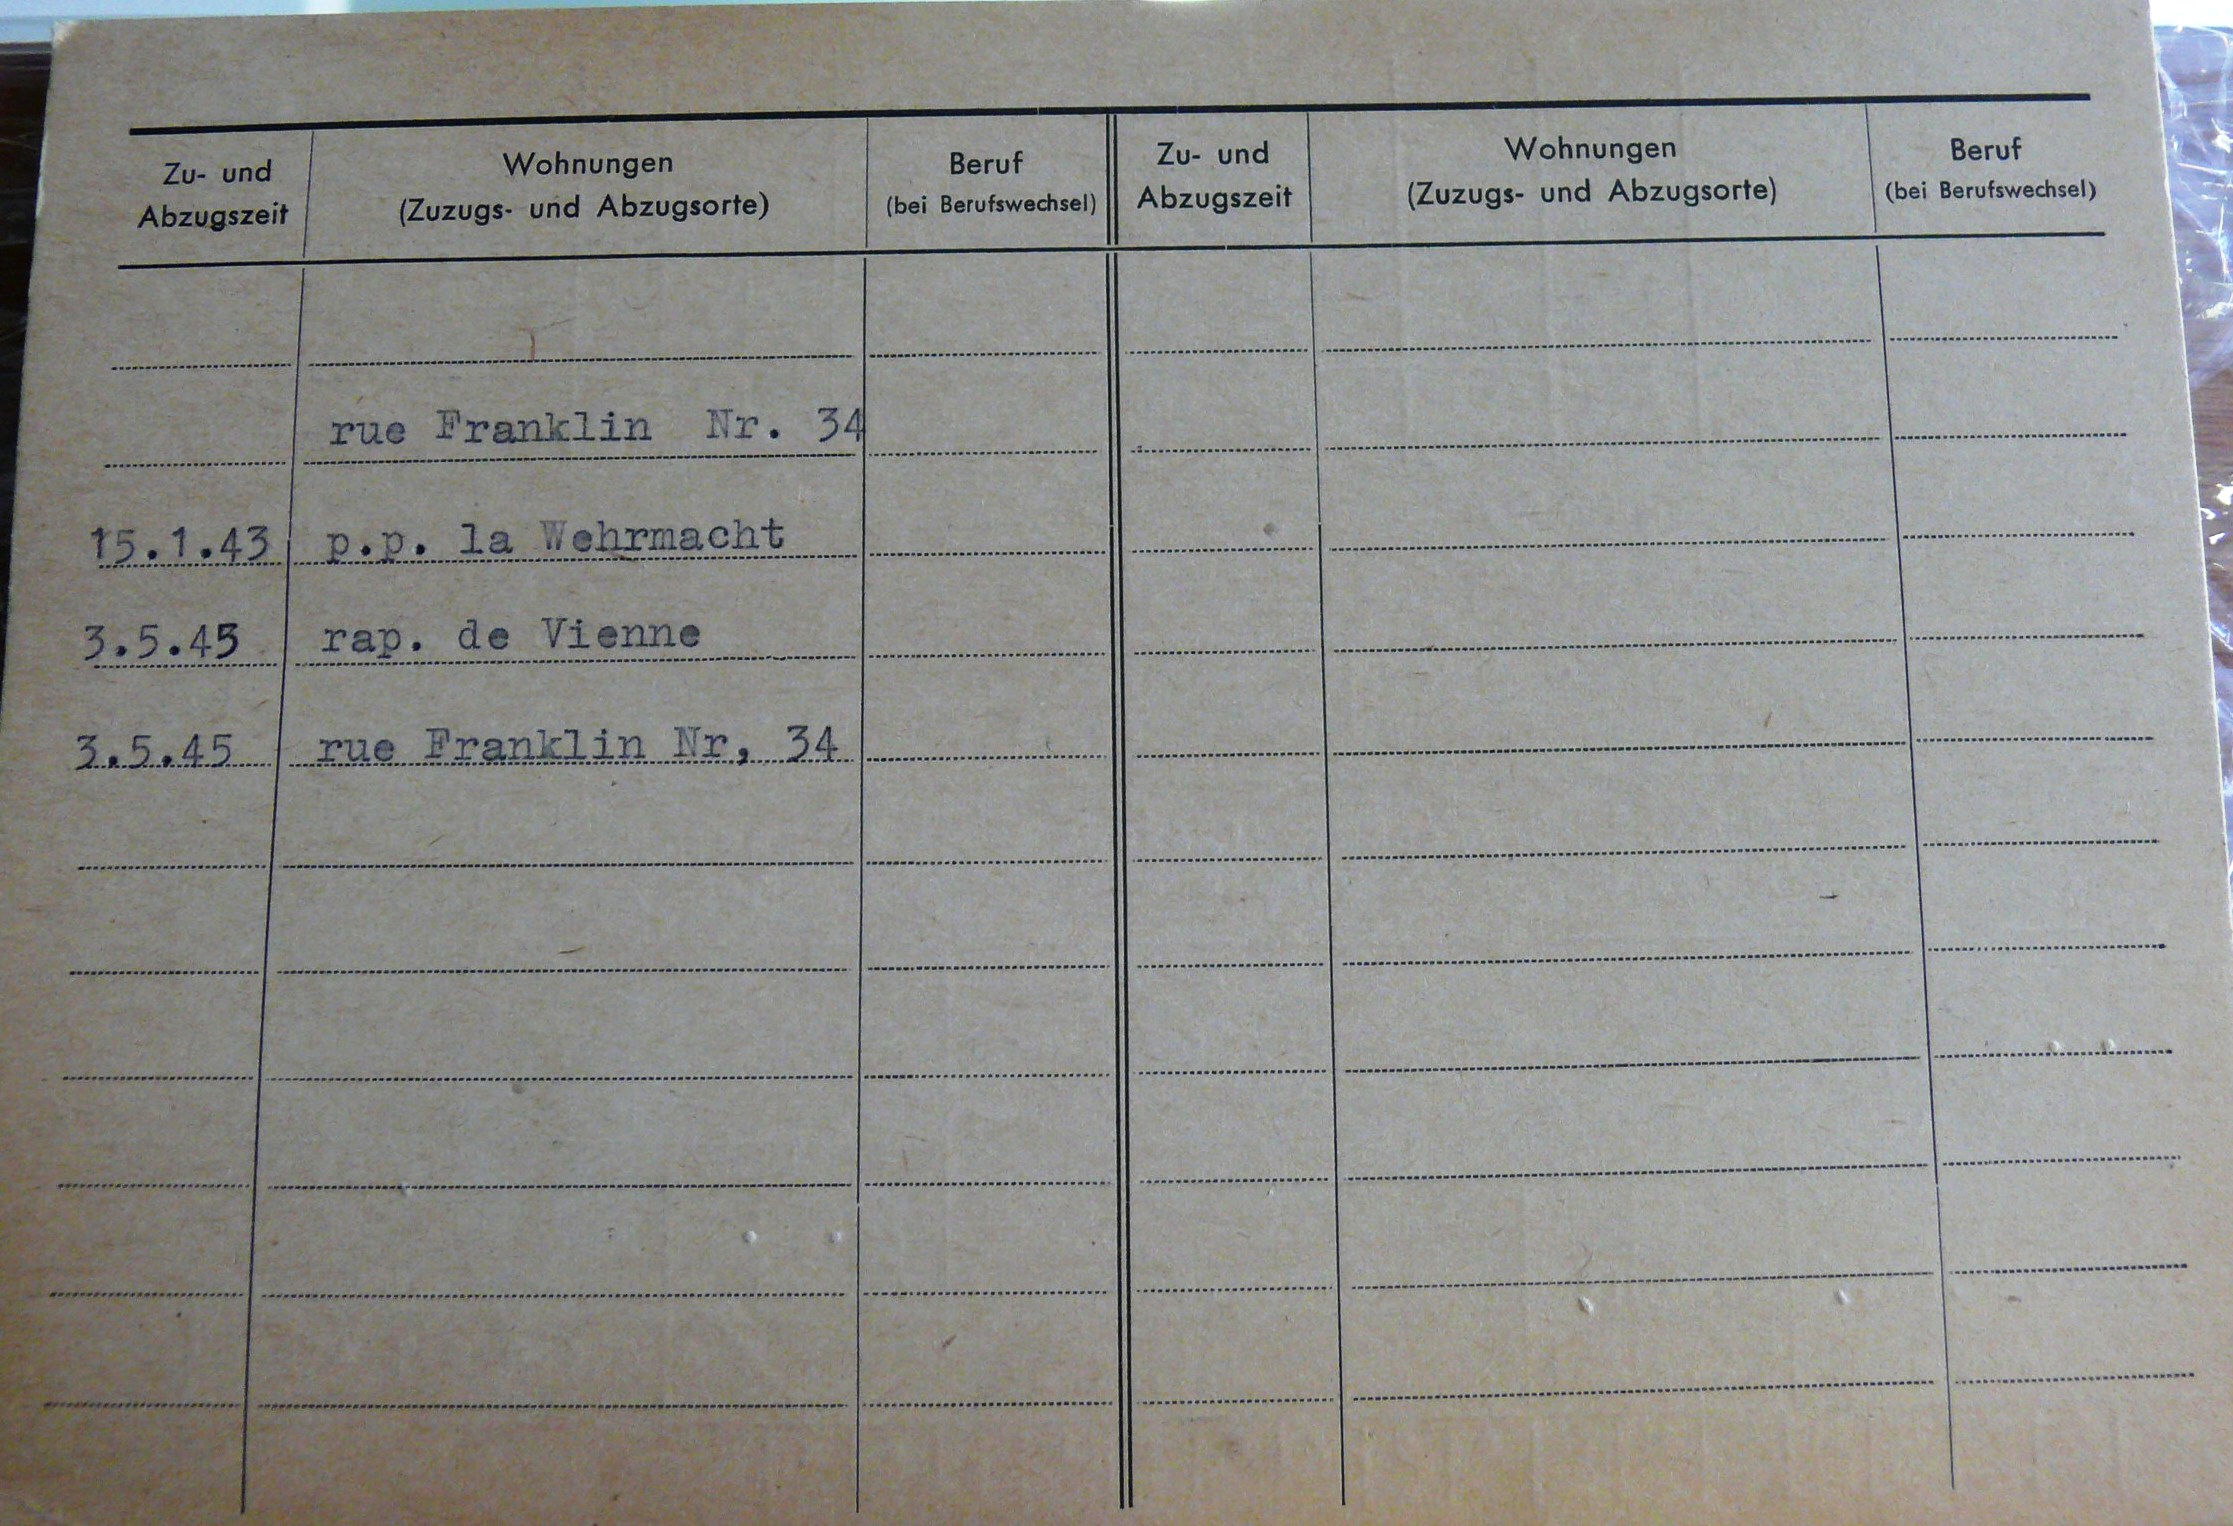 Zu- und Abzugszeit
Wohnungen
(Zuzugs- und Abzugsorte)
Beruf
(bei Berufswechsel)
Zu- und Abzugszeit
Wohnungen
(Zuzugs- und Abzugsorte)
Beruf
(bei Berufswechsel)
rue Franklin Nr. 34
15.1.43 p.p. la Wehrmacht
3.5.45 rap. de Vienne
3.5.45 rue Franklin Nr, 34